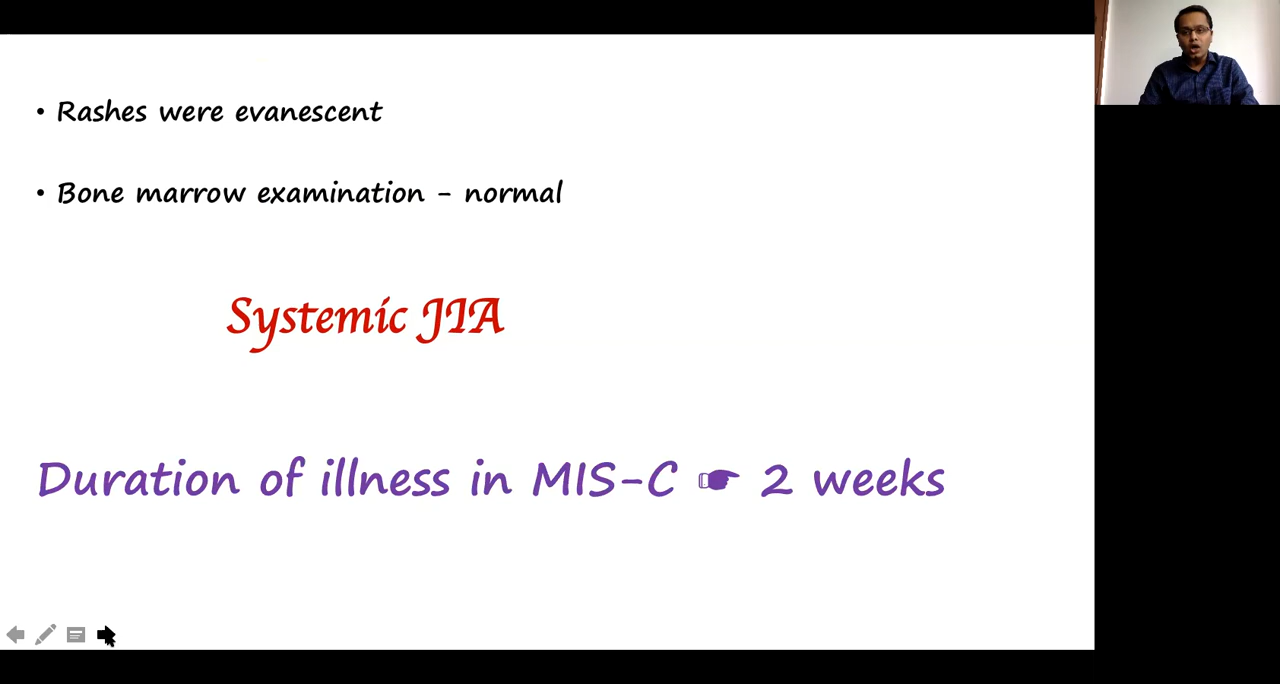 • Rashes were evanescent
• Bone marrow examination - normal
Systemic JIA
Duration of illness in MIS-C ☛ 2 weeks